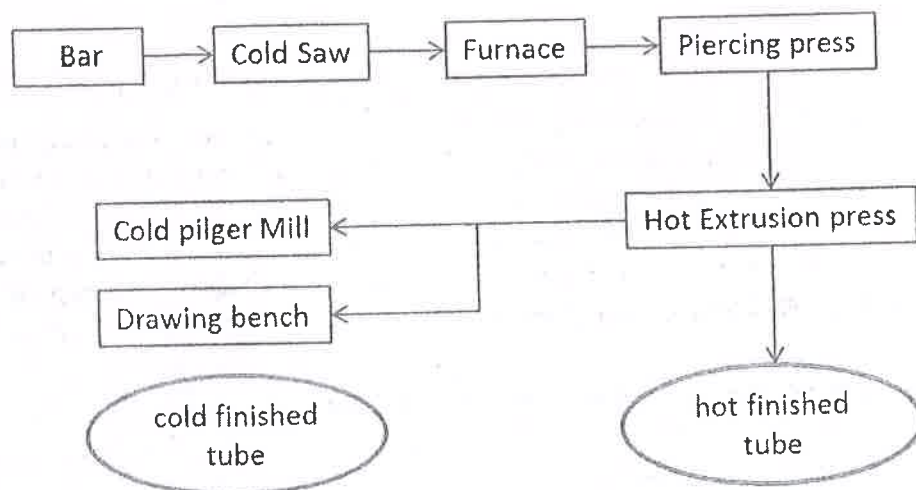 Bar
Cold Saw
Furnace
Piercing press
Cold pilger Mill
Hot Extrusion press
Drawing bench
cold finished
tube
hot finished
tube